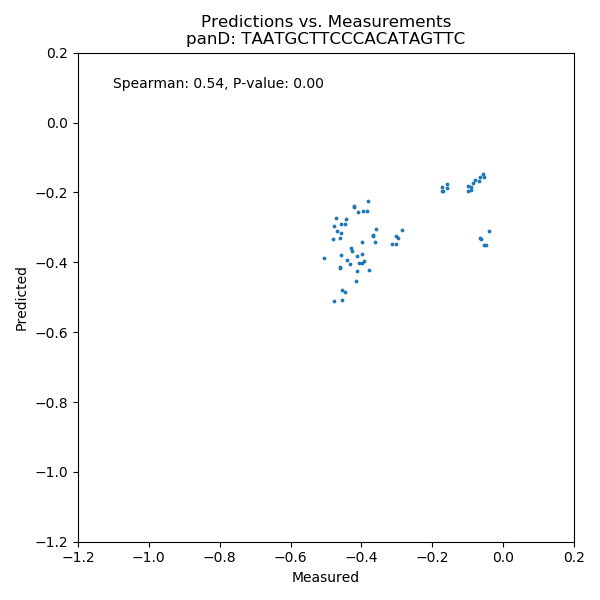 Predictions vs. Measurements
panD: TAATGCTTCCCACATAGTTC
Spearman: 0.54, P-value: 0.00
Predicted
0.2
0.0
−0.2
−0.4
−0.6
−0.8
−1.0
−1.2
−1.2 −1.0 −0.8 −0.6 −0.4 −0.2 0.0 0.2
Measured